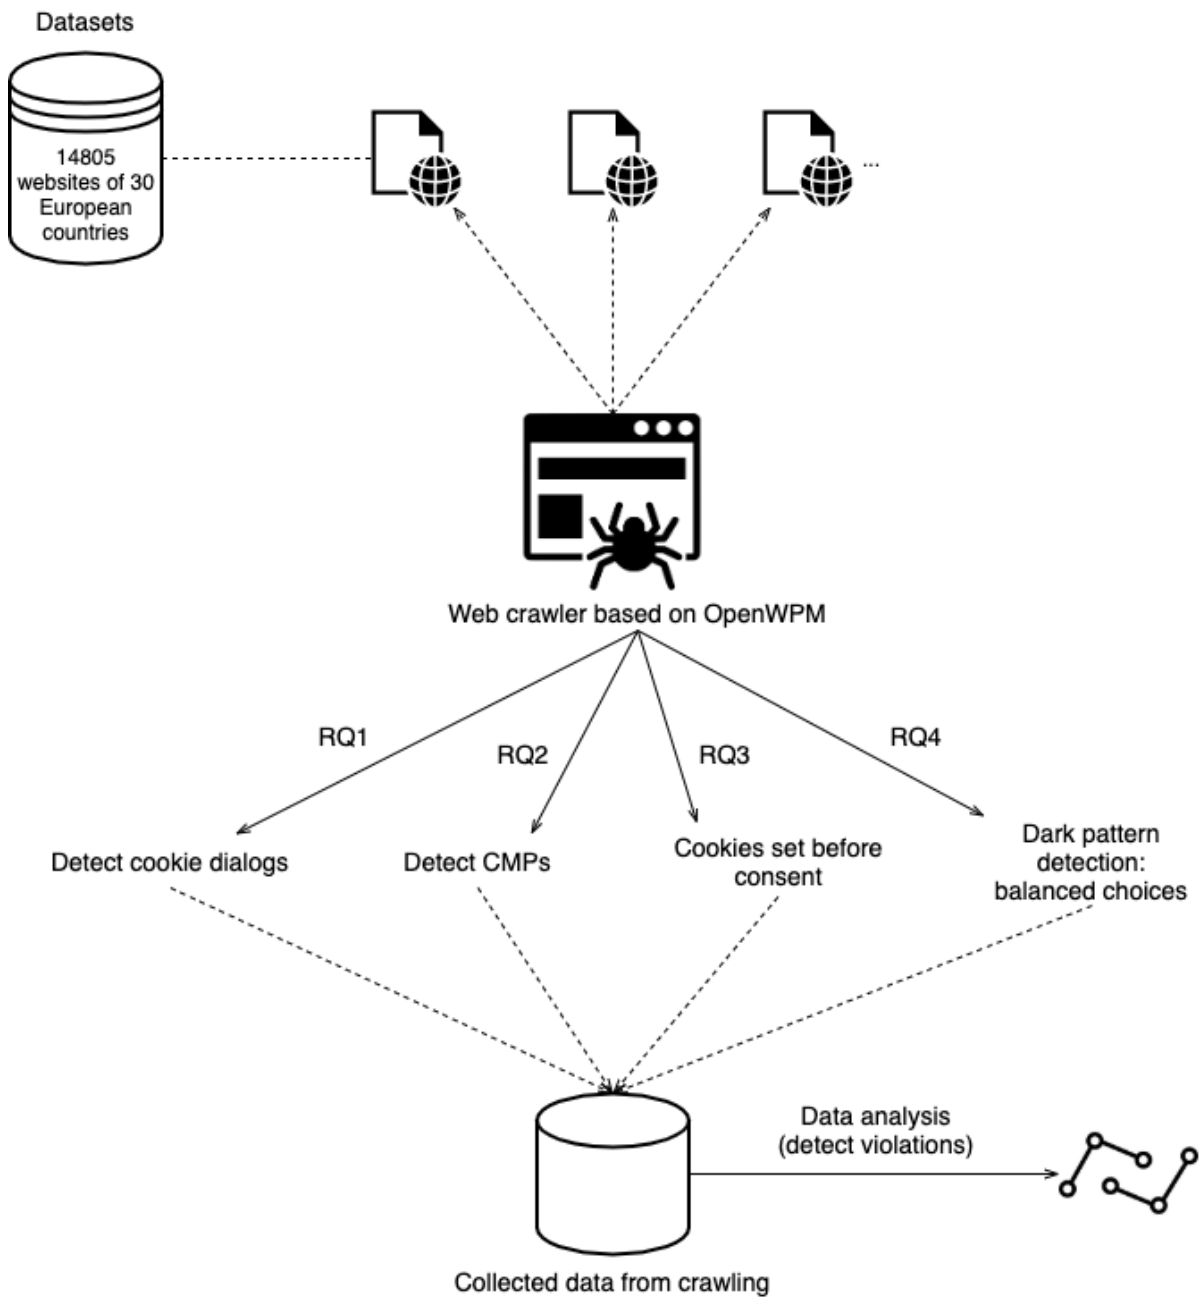 Datasets
14805
websites of 30
European
countries
...
Web crawler based on OpenWPM
RQ1
RQ2
RQ3
RQ4
Detect cookie dialogs
Detect CMPs
Cookies set before
consent
Dark pattern
detection:
balanced choices
Data analysis
(detect violations)
Collected data from crawling